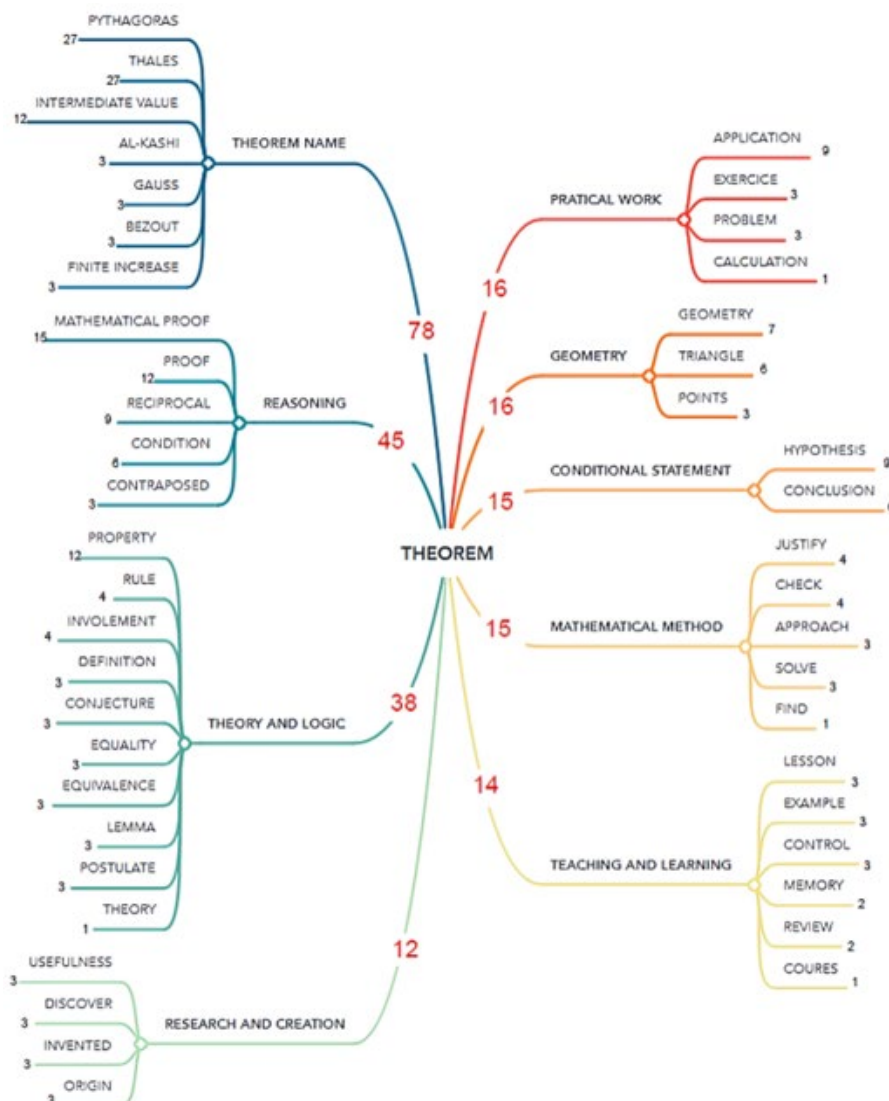 THEOREM
78
THEOREM NAME
PYTHAGORAS
27
THALES
27
INTERMEDIATE VALUE
12
AL-KASHI
3
GAUSS
3
BEZOUT
3
FINITE INCREASE
3
45
REASONING
MATHEMATICAL PROOF
15
PROOF
12
RECIPROCAL
9
CONDITION
6
CONTRAPOSED
3
38
THEORY AND LOGIC
PROPERTY
12
RULE
4
INVOLEMENT
4
DEFINITION
3
CONJECTURE
3
EQUALITY
3
EQUIVALENCE
3
LEMMA
3
POSTULATE
3
THEORY
1
12
RESEARCH AND CREATION
USEFULNESS
3
DISCOVER
3
INVENTED
3
ORIGIN
16
PRATICAL WORK
APPLICATION
9
EXERCICE
3
PROBLEM
3
CALCULATION
1
16
GEOMETRY
GEOMETRY
7
TRIANGLE
6
POINTS
3
15
CONDITIONAL STATEMENT
HYPOTHESIS
9
CONCLUSION
15
MATHEMATICAL METHOD
JUSTIFY
4
CHECK
4
APPROACH
3
SOLVE
3
FIND
1
14
TEACHING AND LEARNING
LESSON
3
EXAMPLE
3
CONTROL
3
MEMORY
2
REVIEW
2
COURES
1